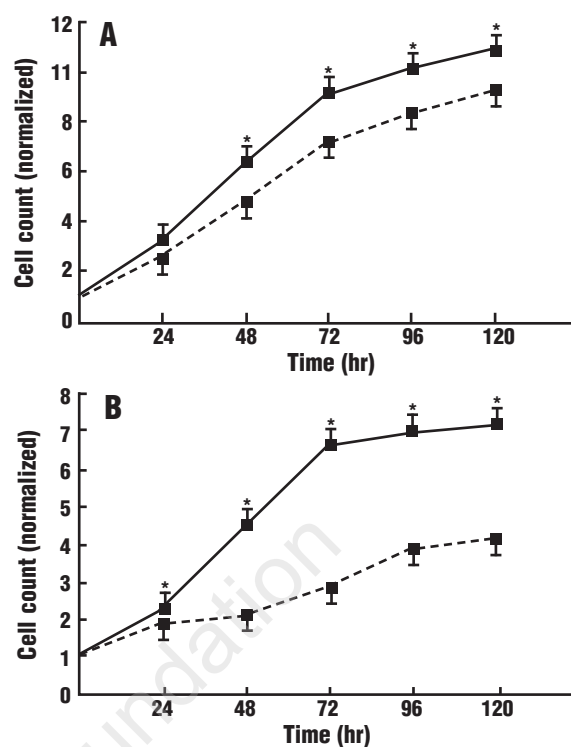 A
12
11
8
6
4
2
0
Cell count (normalized)
* * * *
24 48 72 96 120
Time (hr)
B
8
7
6
5
4
3
2
1
0
Cell count (normalized)
* * * * *
24 48 72 96 120
Time (hr)
undation